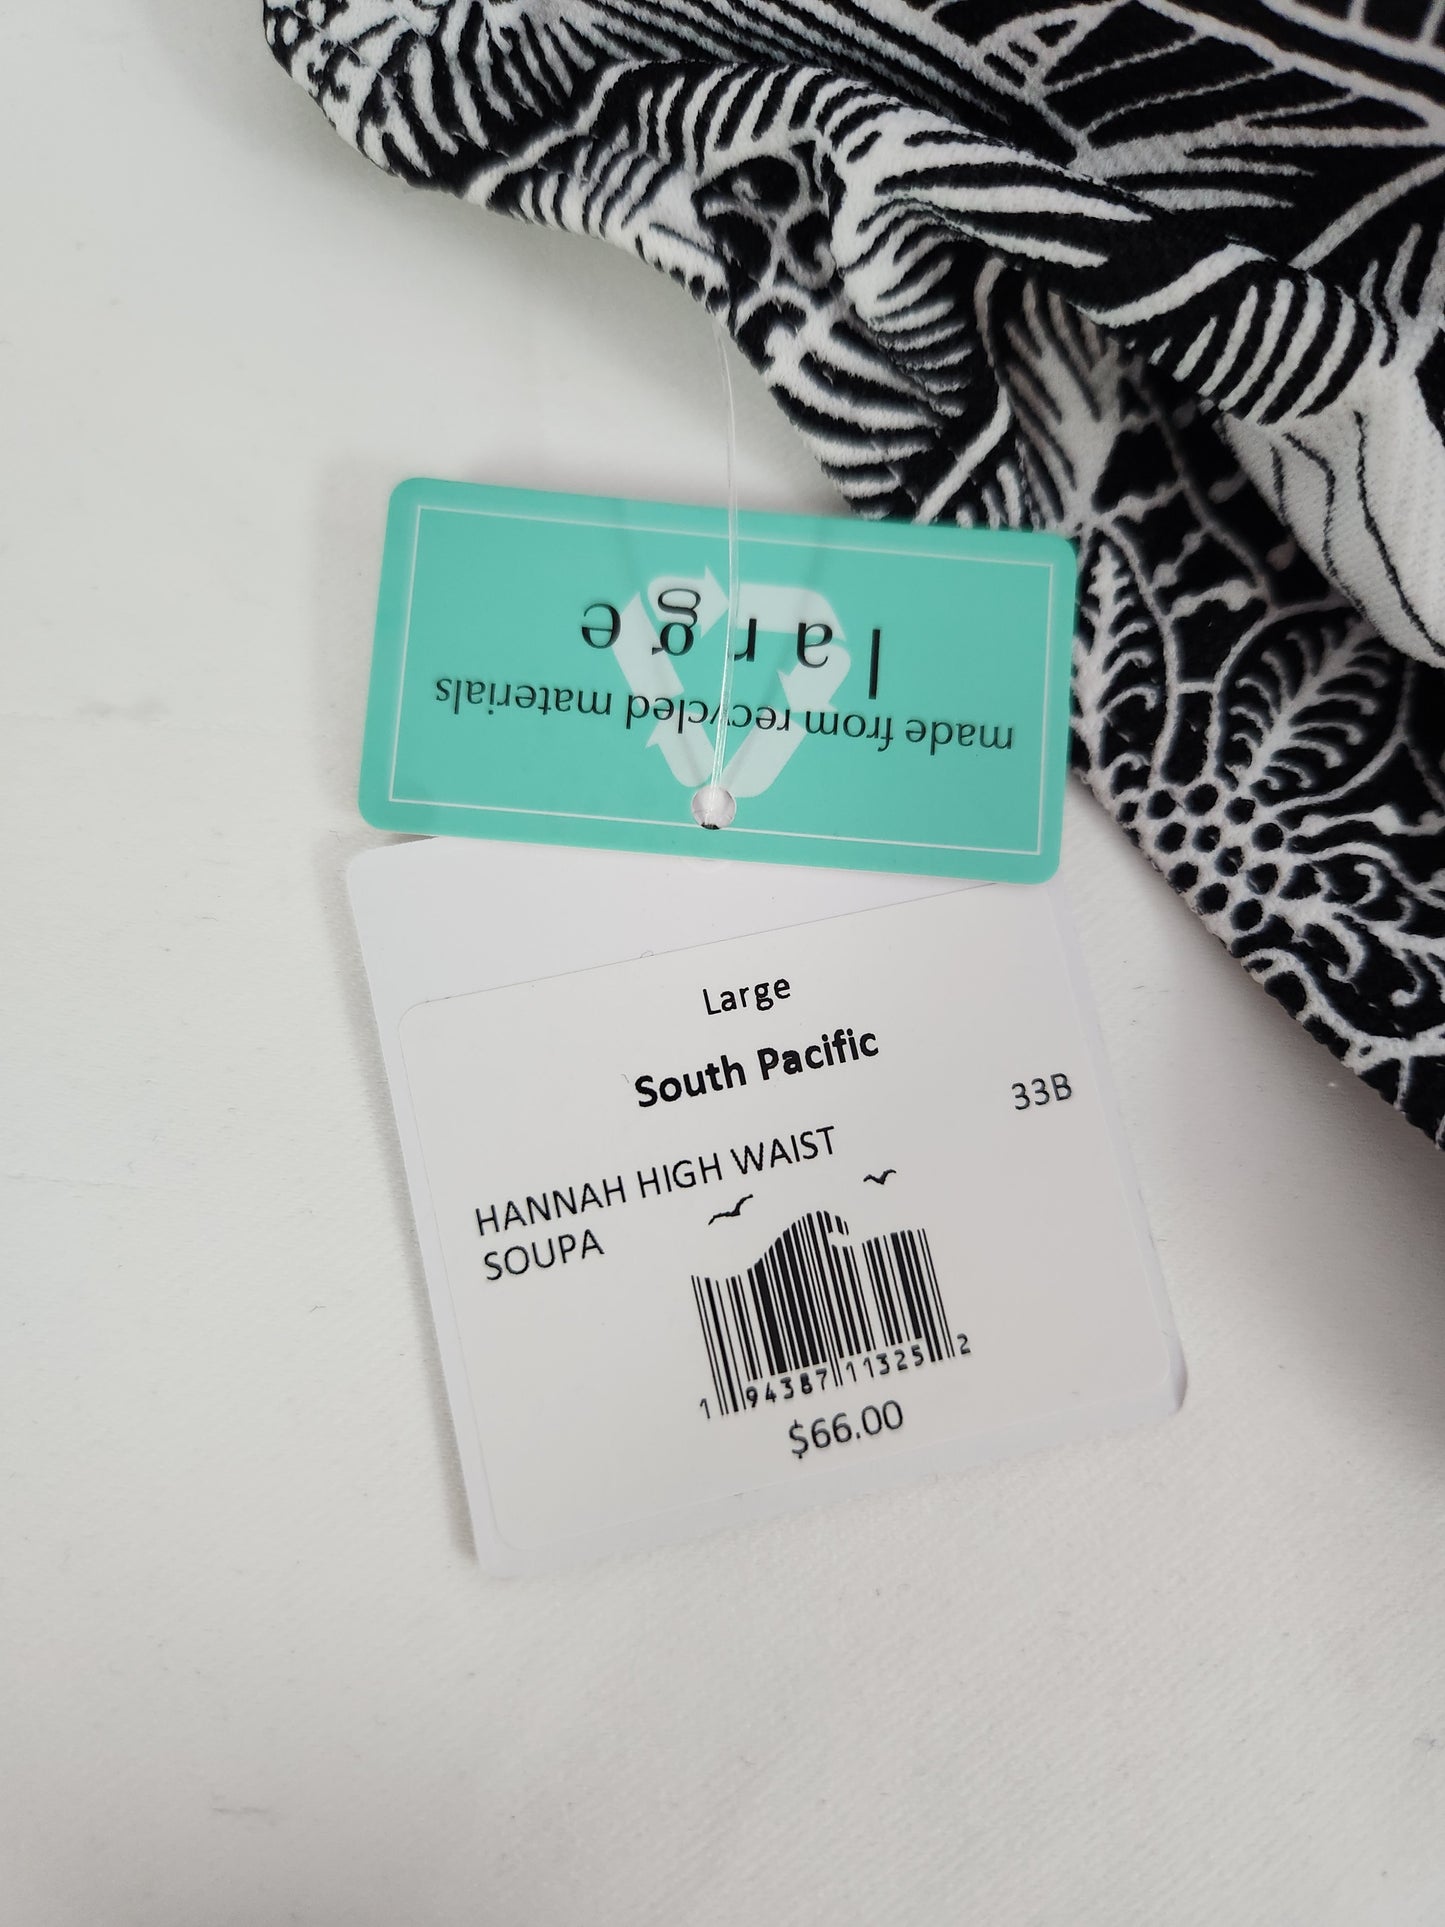 made from recycled materials
large
Large
South Pacific
33B
HANNAH HIGH WAIST
SOUPA
1 94387 11325 2
$66.00